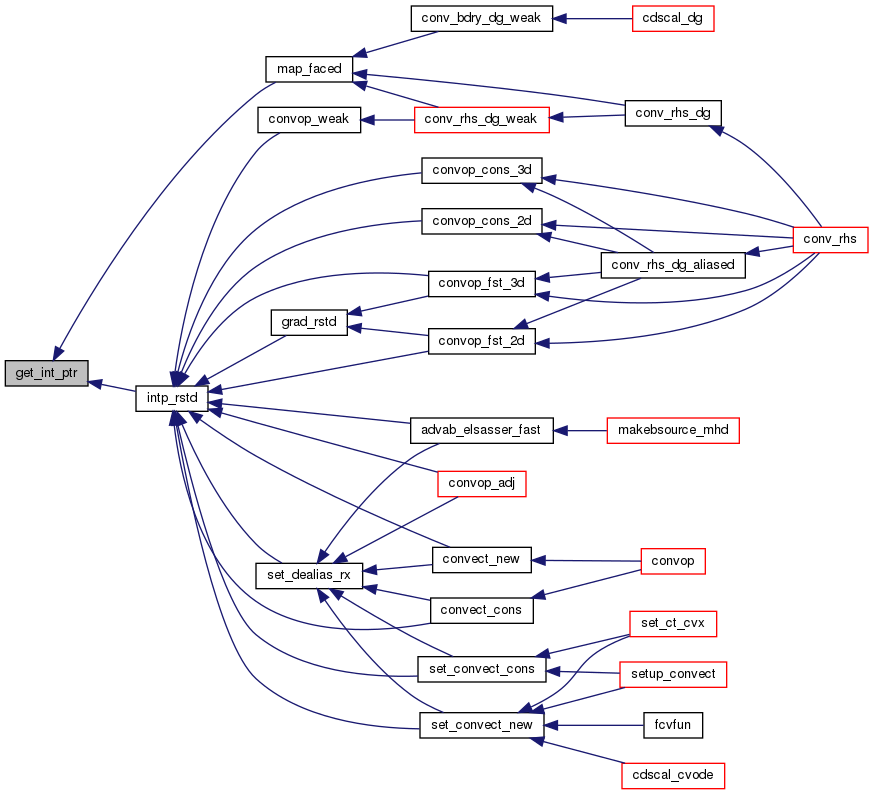 conv_bdry_dg_weak
cdscal_dg
map_faced
conv_rhs_dg
convop_weak
conv_rhs_dg_weak
convop_cons_3d
convop_cons_2d
conv_rhs
conv_rhs_dg_aliased
convop_fst_3d
grad_rstd
convop_fst_2d
get_int_ptr
intp_rstd
advab_elsasser_fast
makebsource_mhd
convop_adj
convect_new
convop
set_dealias_rx
convect_cons
set_ct_cvx
set_convect_cons
setup_convect
set_convect_new
fcvfun
cdscal_cvode